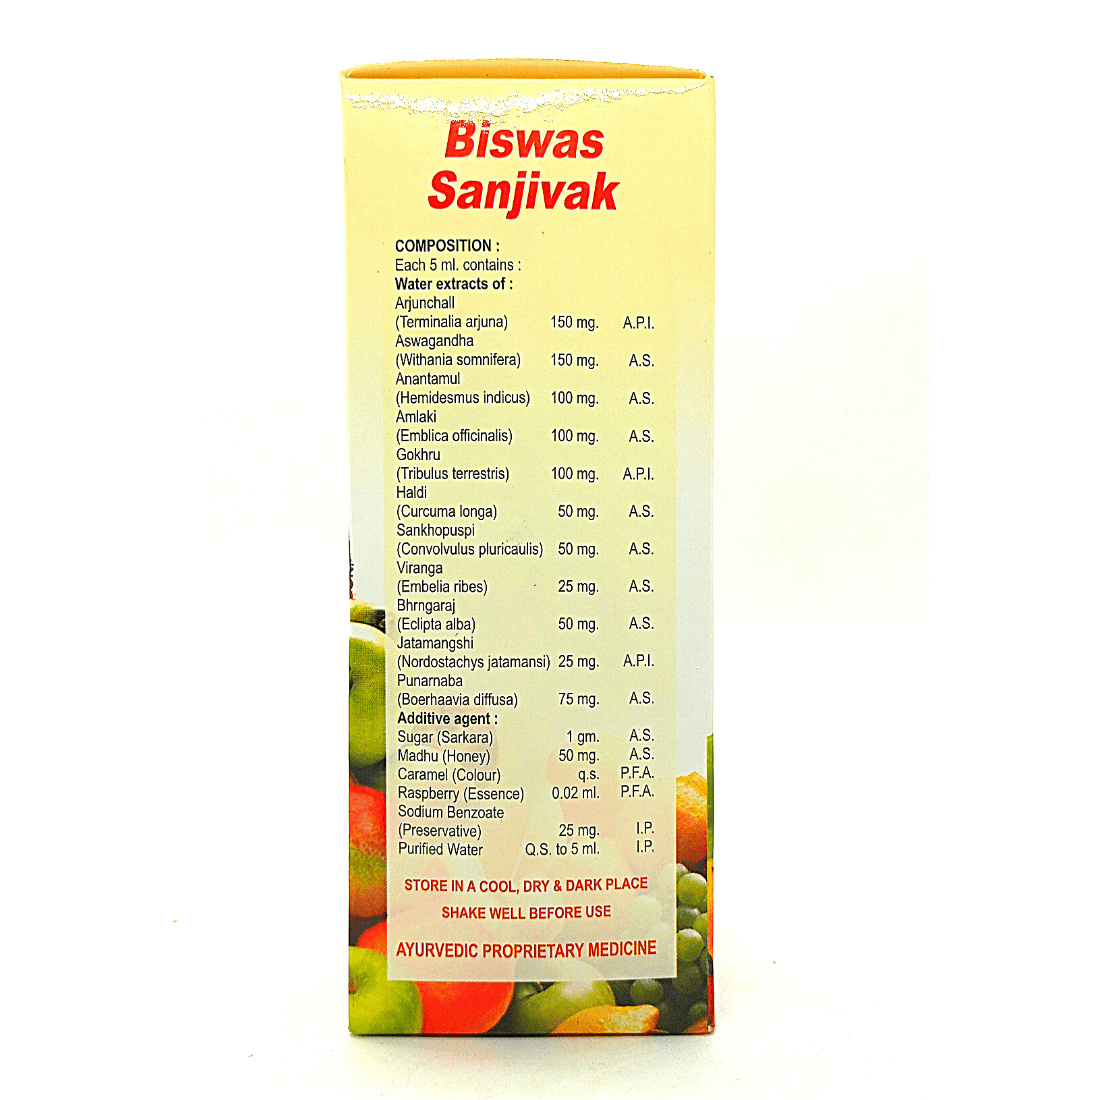 Biswas
Sanjivak
COMPOSITION :
Each 5 ml. contains :
Water extracts of :
Arjunchall
(Terminalia arjuna) 150 mg. A.P.I.
Aswagandha
(Withania somnifera) 150 mg. A.S.
Anantamul
(Hemidesmus indicus) 100 mg. A.S.
Amlaki
(Emblica officinalis) 100 mg. A.S.
Gokhru
(Tribulus terrestris) 100 mg. A.P.I.
Haldi
(Curcuma longa) 50 mg. A.S.
Sankhopuspi
(Convolvulus pluricaulis) 50 mg. A.S.
Viranga
(Embelia ribes) 25 mg. A.S.
Bhrngaraj
(Eclipta alba) 50 mg. A.S.
Jatamangshi
(Nordostachys jatamansi) 25 mg. A.P.I.
Punarnaba
(Boerhaavia diffusa) 75 mg. A.S.
Additive agent :
Sugar (Sarkara) 1 gm. A.S.
Madhu (Honey) 50 mg. A.S.
Caramel (Colour) q.s. P.F.A.
Raspberry (Essence) 0.02 ml. P.F.A.
Sodium Benzoate
(Preservative) 25 mg. I.P.
Purified Water Q.S. to 5 ml. I.P.
STORE IN A COOL, DRY & DARK PLACE
SHAKE WELL BEFORE USE
AYURVEDIC PROPRIETARY MEDICINE